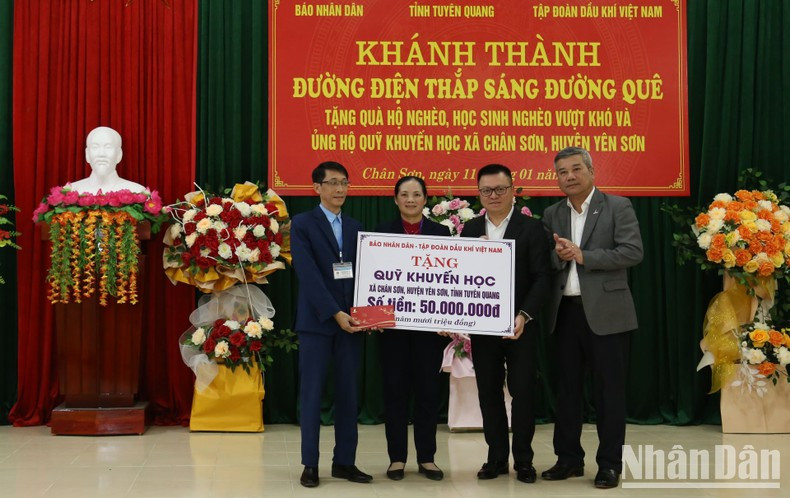 BÁO NHÂN DÂN TỈNH TUYÊN QUANG TẬP ĐOÀN DẦU KHÍ VIỆT NAM
KHÁNH THÀNH
ĐƯỜNG ĐIỆN THẮP SÁNG ĐƯỜNG QUÊ
TẶNG QUÀ HỘ NGHÈO, HỌC SINH NGHÈO VƯỢT KHÓ VÀ
ỦNG HỘ QUỸ KHUYẾN HỌC XÃ CHÂN SƠN, HUYỆN YÊN SƠN
Chân Sơn, ngày 11 01 năm
BÁO NHÂN DÂN - TẬP ĐOÀN DẦU KHÍ VIỆT NAM
TẶNG
QUỸ KHUYẾN HỌC
XÃ CHÂN SƠN, HUYỆN YÊN SƠN, TỈNH TUYÊN QUANG
Số tiền: 50.000.000đ
năm mươi triệu đồng)
Nhân Dân